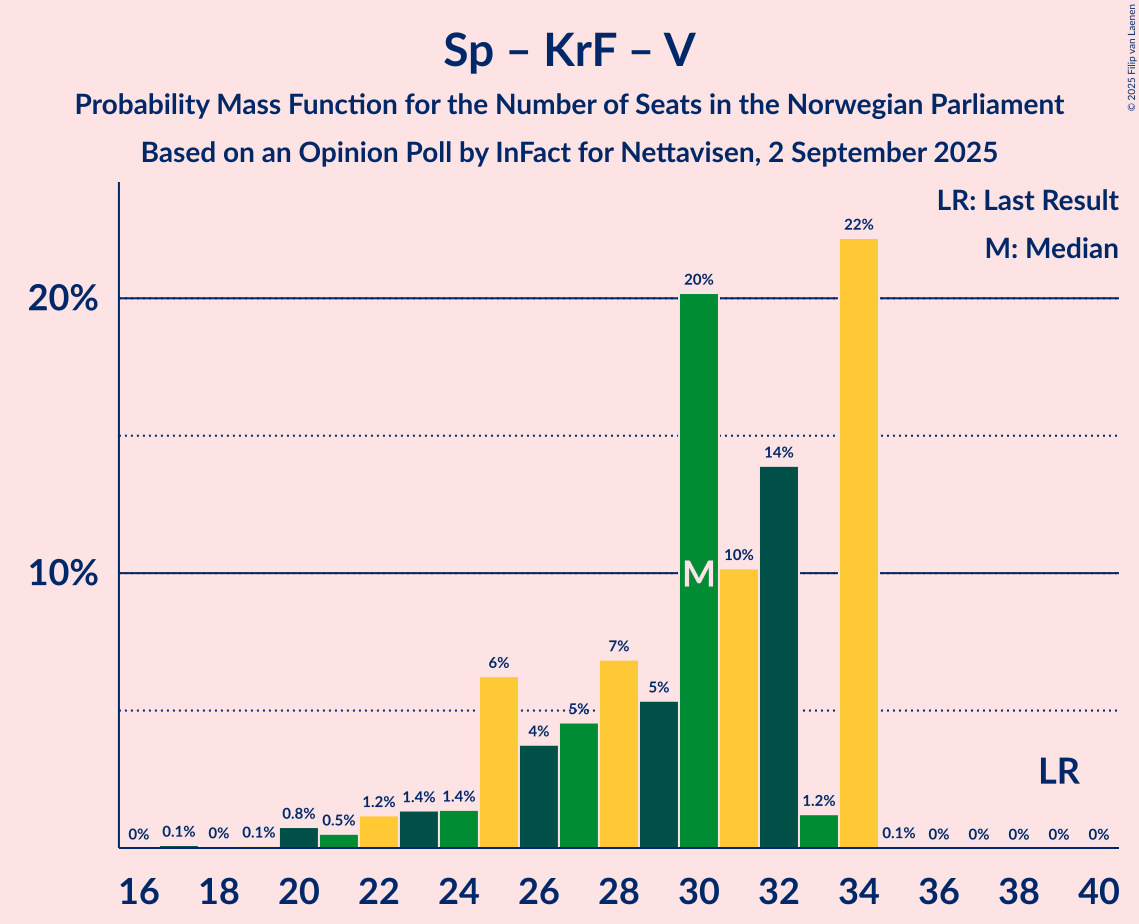 Sp – KrF – V
Probability Mass Function for the Number of Seats in the Norwegian Parliament
Based on an Opinion Poll by InFact for Nettavisen, 2 September 2025
© 2025 Filip van Laenen
LR: Last Result
M: Median
22%
20%
20%
14%
10%
10%
M
7%
6%
5%
5%
4%
LR
0% 0.1% 0% 0.1% 0.8% 0.5% 1.2% 1.4% 1.4% 1.2% 0.1% 0% 0% 0% 0% 0%
16 18 20 22 24 26 28 30 32 34 36 38 40